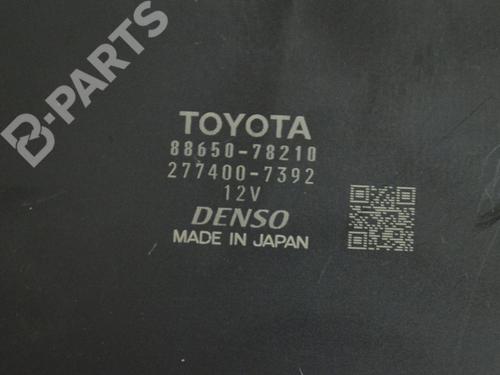 B-PARTS
TOYOTA
88650-78210
277400-7392
12V
DENSO
MADE IN JAPAN